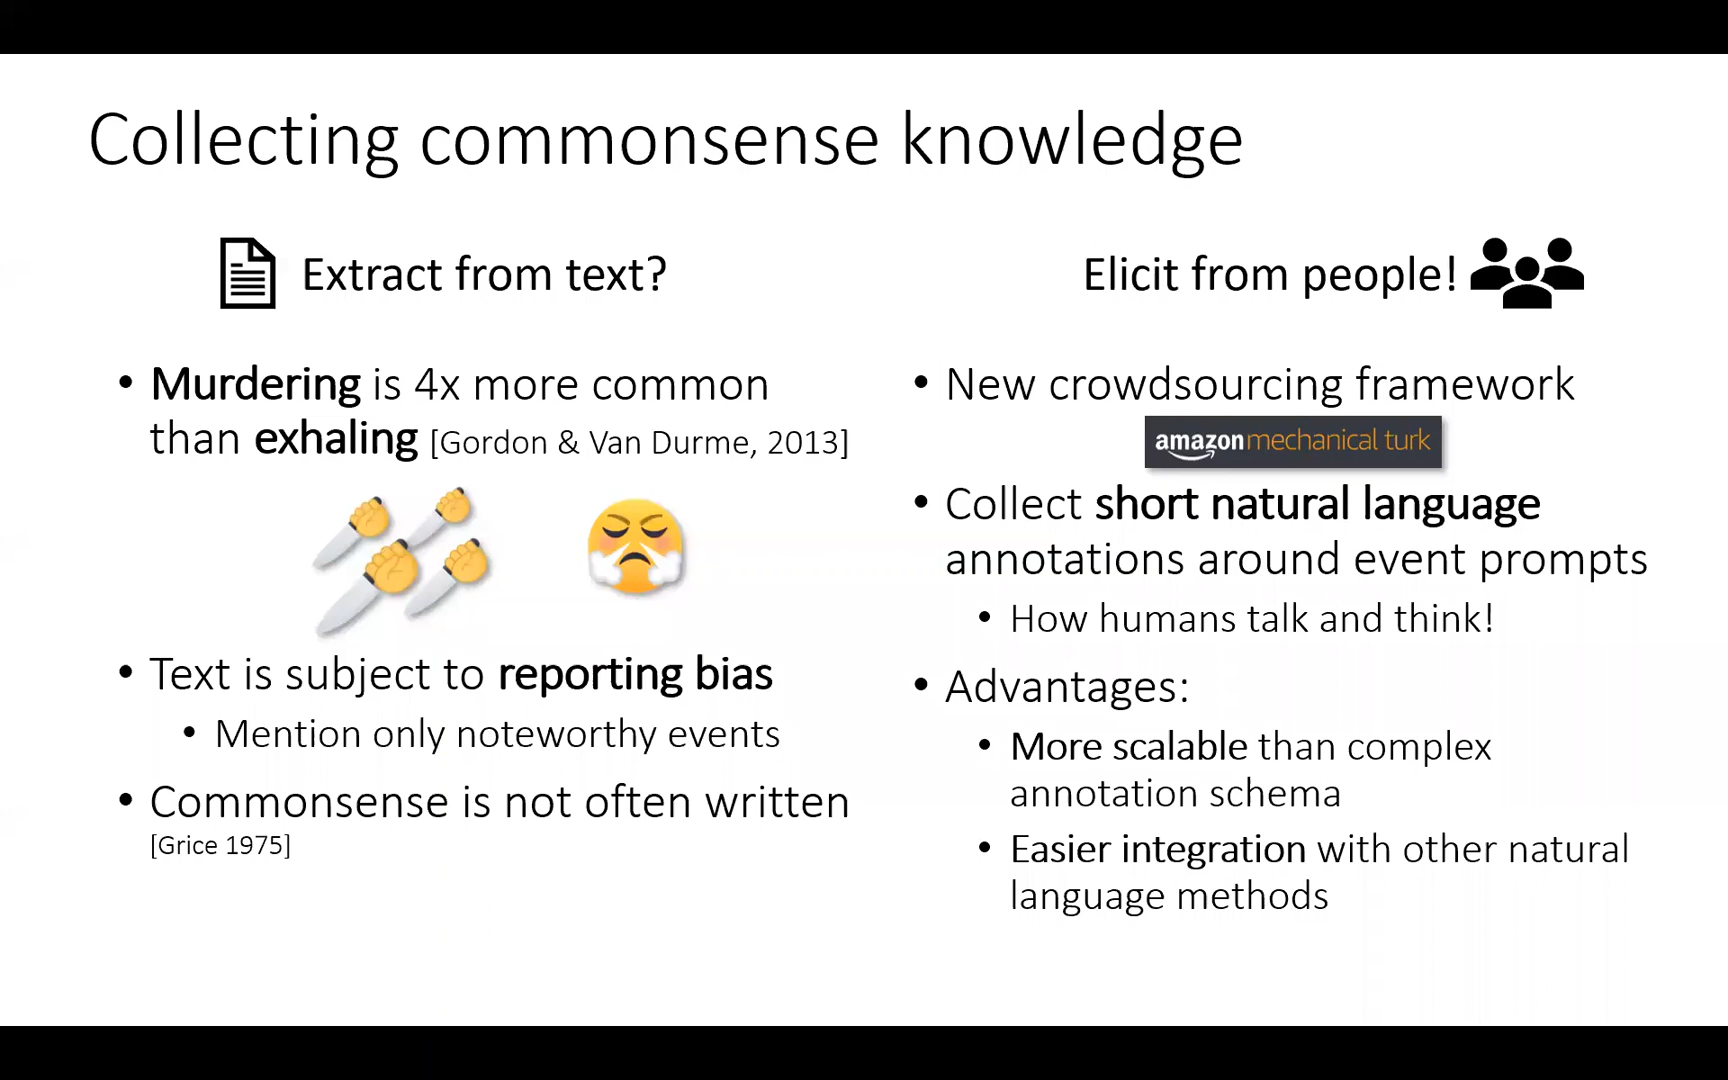 Collecting commonsense knowledge
Extract from text?
• Murdering is 4x more common
than exhaling [Gordon & Van Durme, 2013]
• Text is subject to reporting bias
• Mention only noteworthy events
• Commonsense is not often written
[Grice 1975]
Elicit from people!
• New crowdsourcing framework
amazonmechanical turk
• Collect short natural language
annotations around event prompts
• How humans talk and think!
• Advantages:
• More scalable than complex
annotation schema
• Easier integration with other natural
language methods